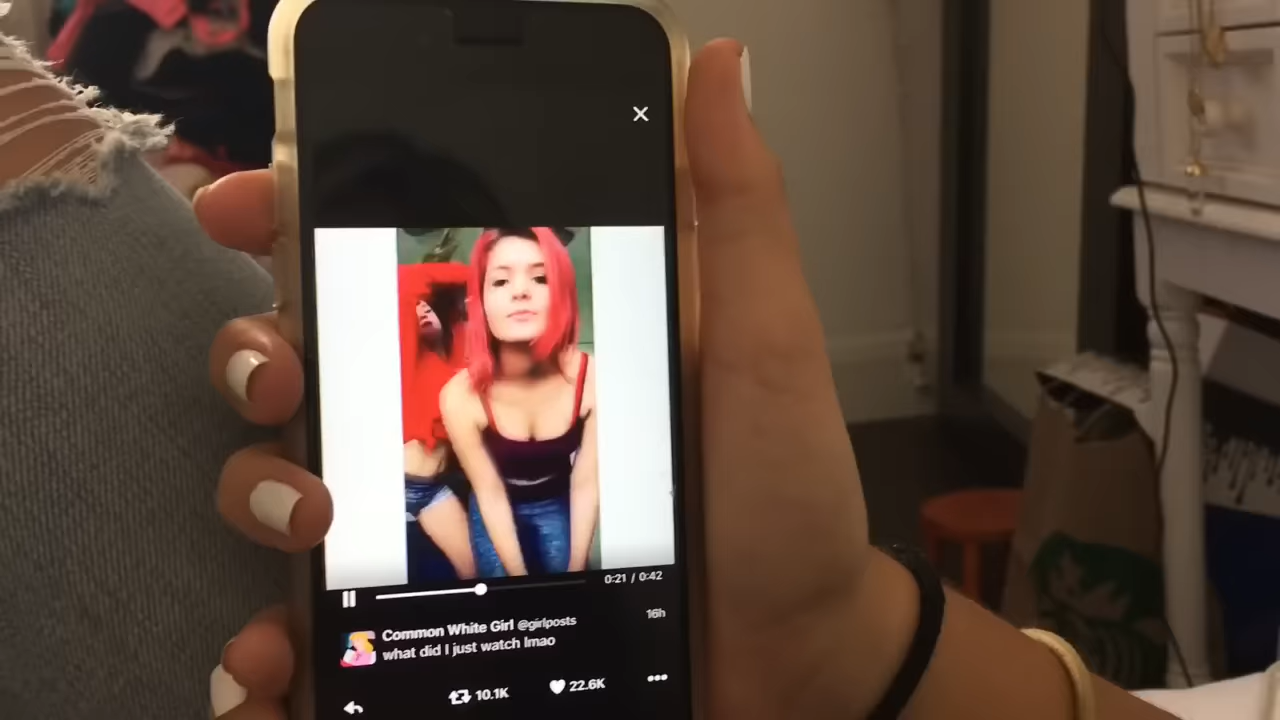 0:21 / 0:42
Common White Girl @girlposts
16h
what did I just watch lmao
10.1K
22.6K